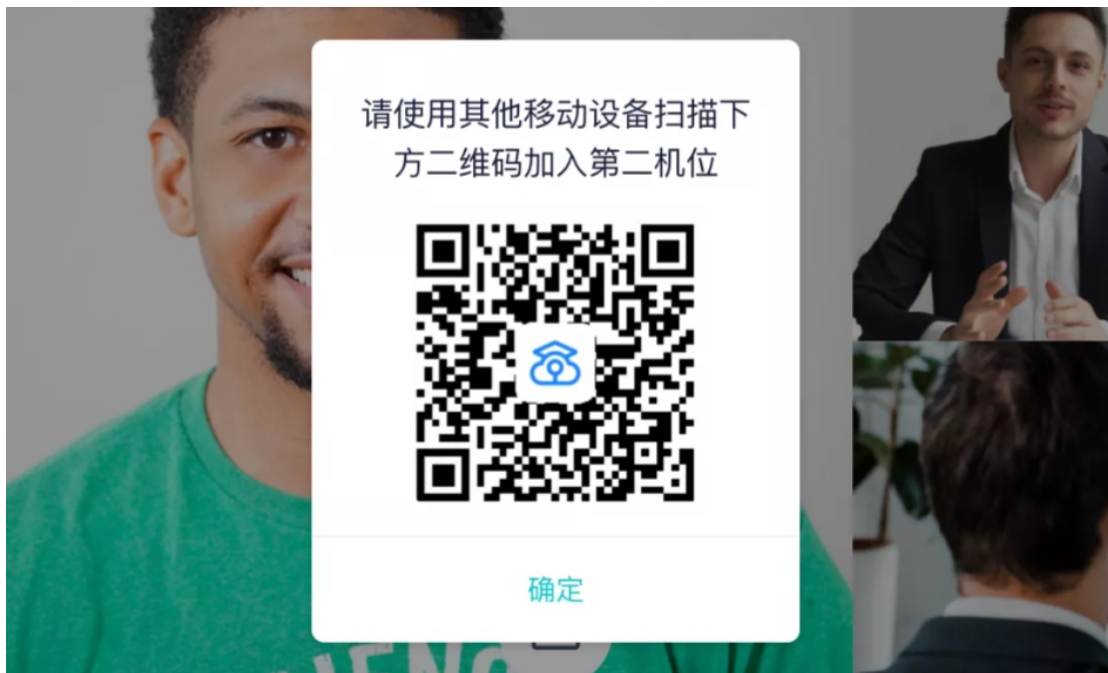 请使用其他移动设备扫描下
方二维码加入第二机位
确定